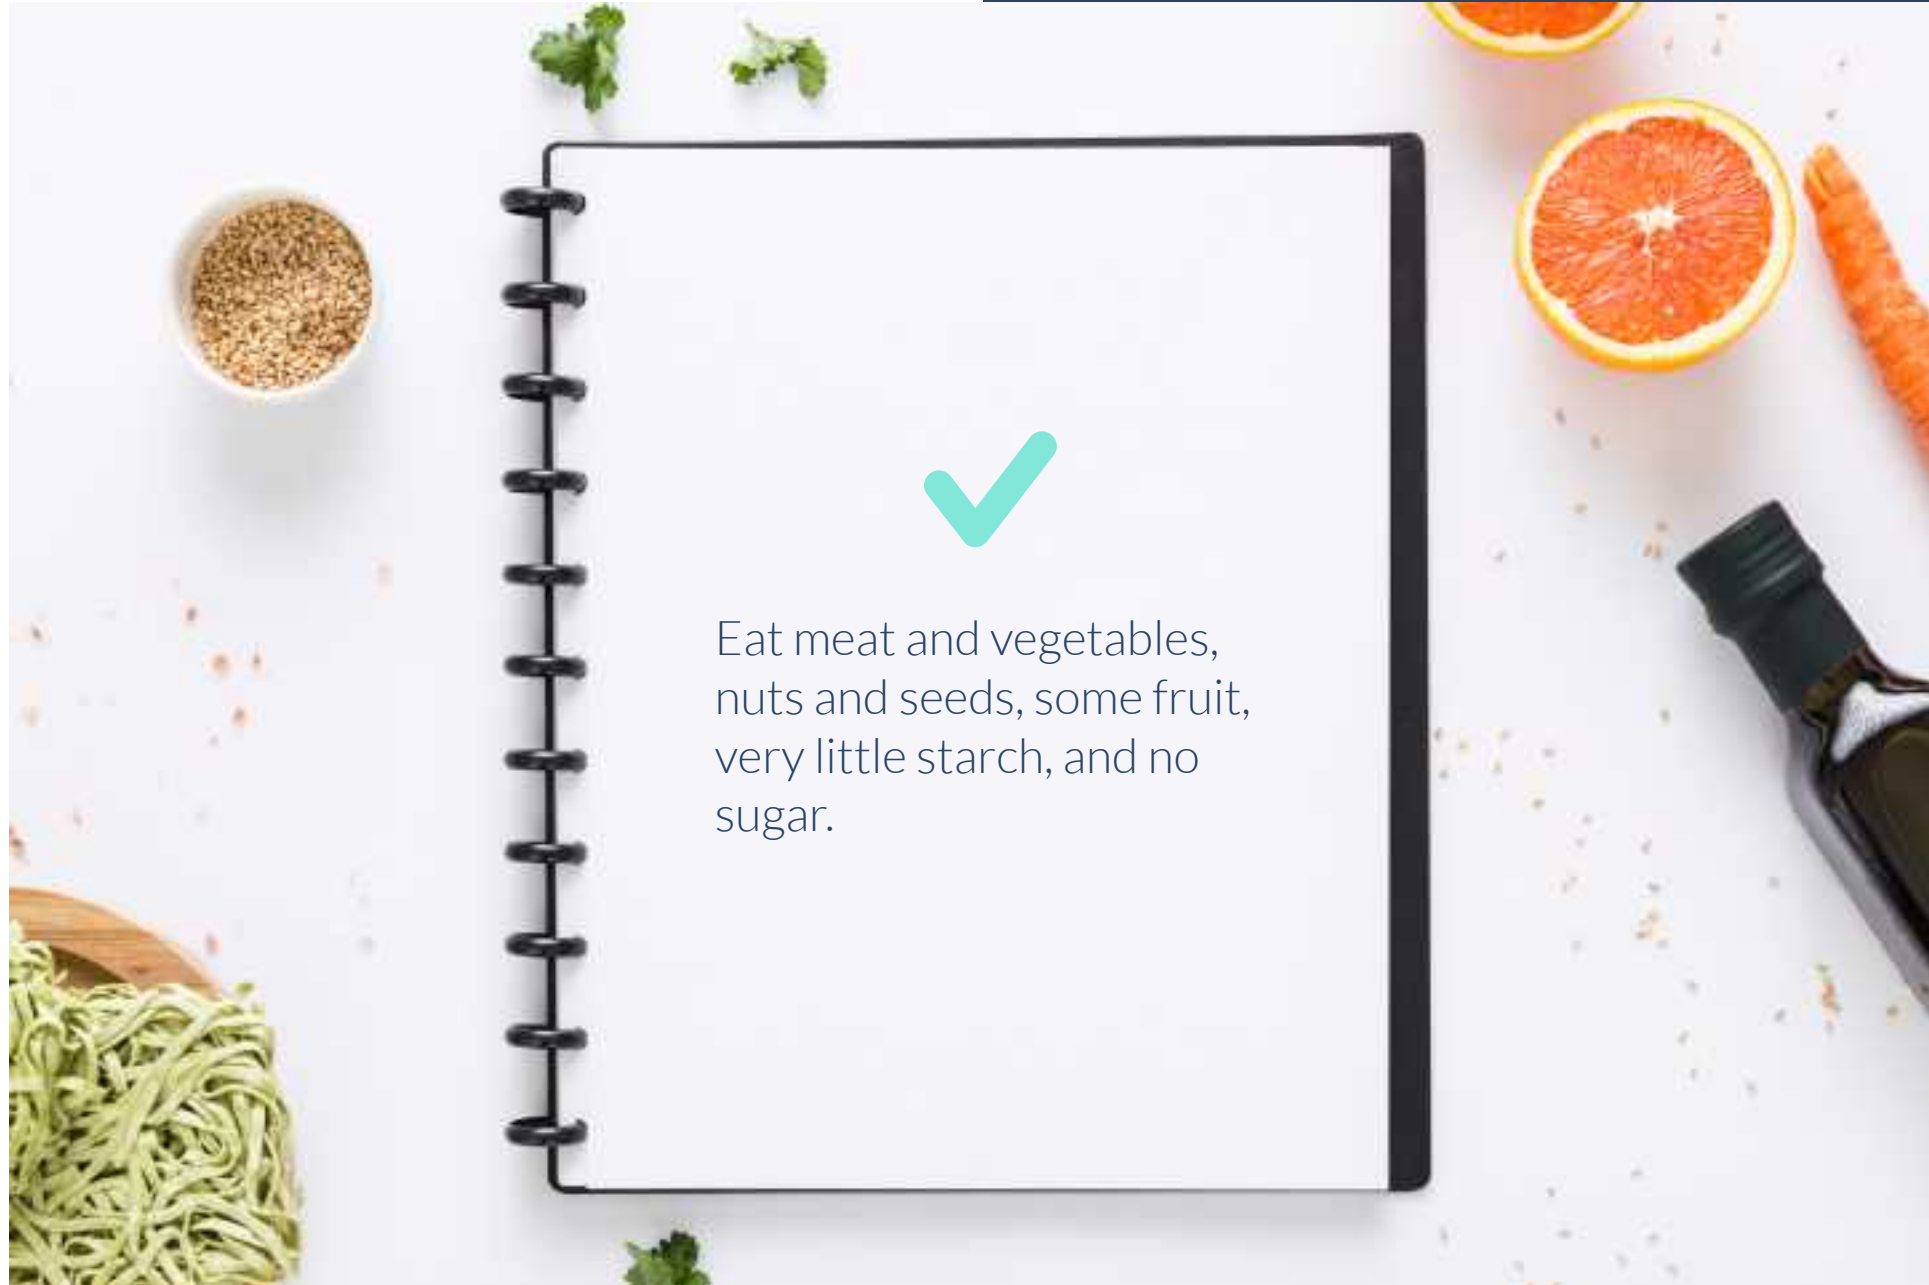 Eat meat and vegetables,
nuts and seeds, some fruit,
very little starch, and no
sugar.